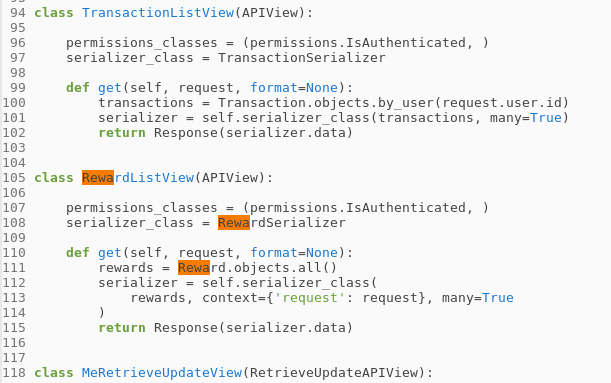 94 class TransactionListView(APIView):
95
96     permissions_classes = (permissions.IsAuthenticated, )
97     serializer_class = TransactionSerializer
98
99     def get(self, request, format=None):
100         transactions = Transaction.objects.by_user(request.user.id)
101         serializer = self.serializer_class(transactions, many=True)
102         return Response(serializer.data)
103
104
105 class RewardListView(APIView):
106
107     permissions_classes = (permissions.IsAuthenticated, )
108     serializer_class = RewardSerializer
109
110     def get(self, request, format=None):
111         rewards = Reward.objects.all()
112         serializer = self.serializer_class(
113             rewards, context={'request': request}, many=True
114         )
115         return Response(serializer.data)
116
117
118 class MeRetrieveUpdateView(RetrieveUpdateAPIView):